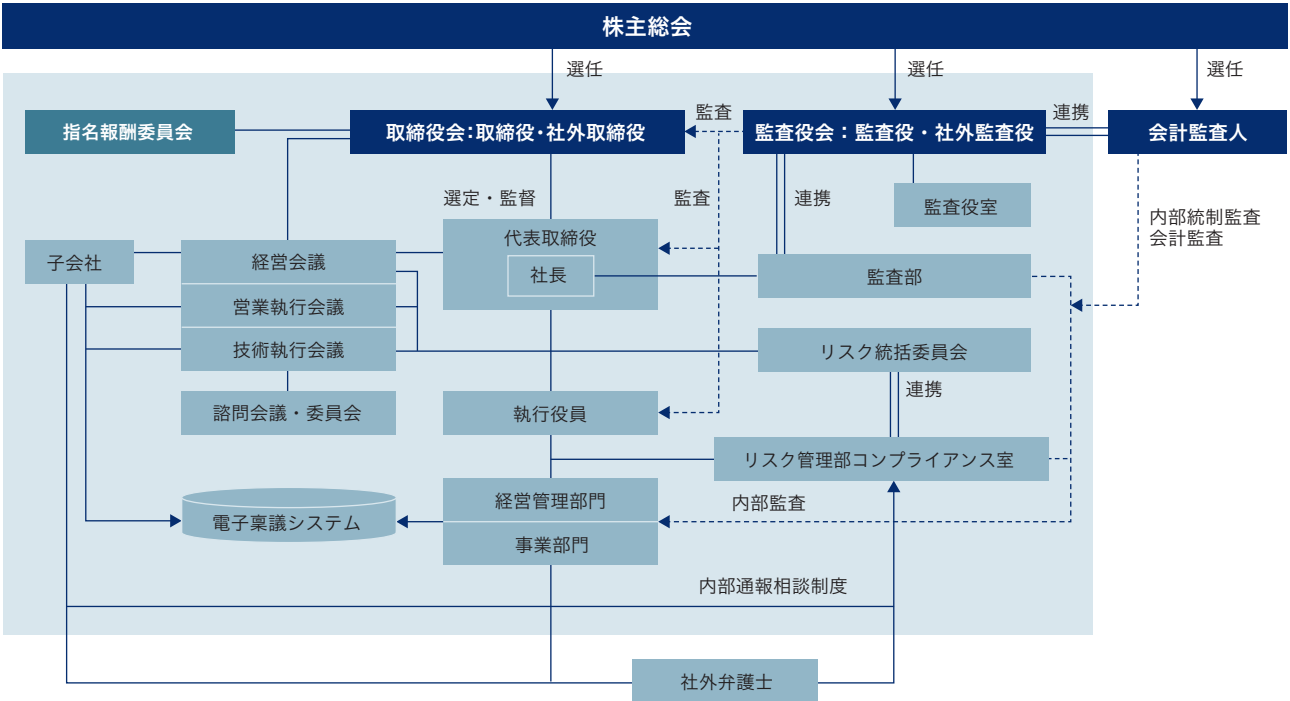 株主総会
選任
選任
選任
指名報酬委員会
取締役会:取締役・社外取締役
監査
監査役会：監査役・社外監査役
連携
会計監査人
選定・監督
監査
連携
監査役室
内部統制監査
会計監査
子会社
経営会議
営業執行会議
技術執行会議
諮問会議・委員会
代表取締役
社長
監査部
リスク統括委員会
連携
執行役員
リスク管理部コンプライアンス室
電子稟議システム
経営管理部門
事業部門
内部監査
内部通報相談制度
社外弁護士